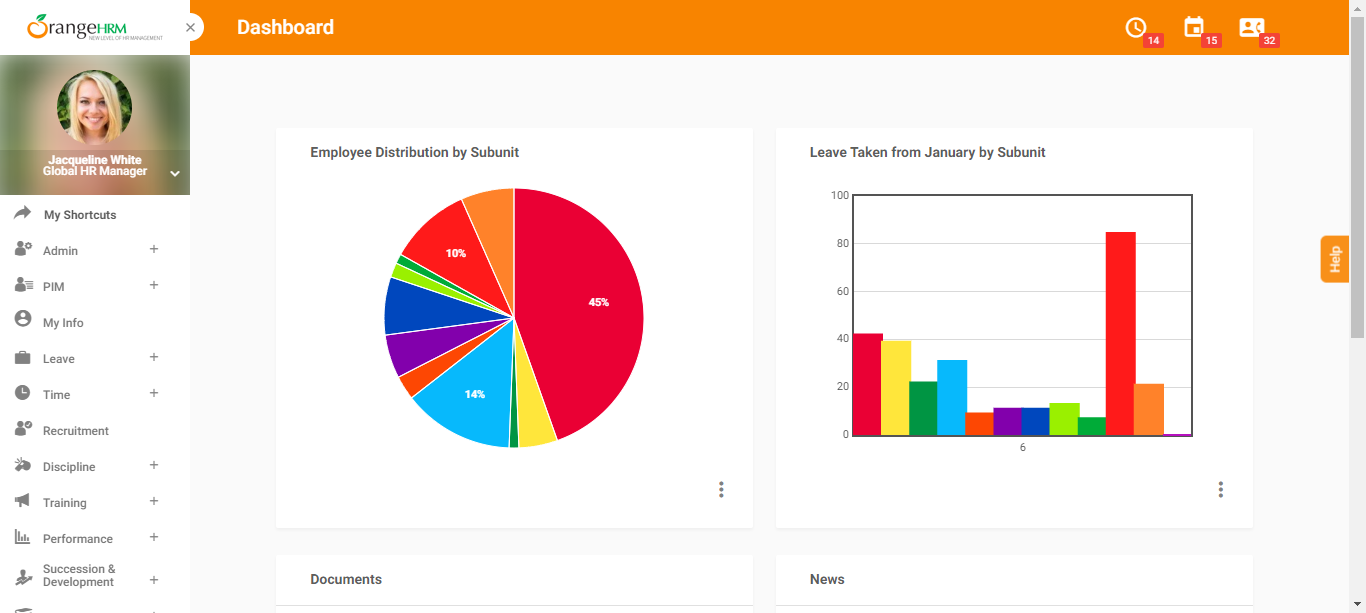 OrangeHRM
NEW LEVEL OF HR MANAGEMENT
Dashboard
14
15
32
Jacqueline White
Global HR Manager
My Shortcuts
Admin
PIM
My Info
Leave
Time
Recruitment
Discipline
Training
Performance
Succession &
Development
Employee Distribution by Subunit
10%
45%
14%
Leave Taken from January by Subunit
100
80
60
40
20
0
6
Help
Documents
News